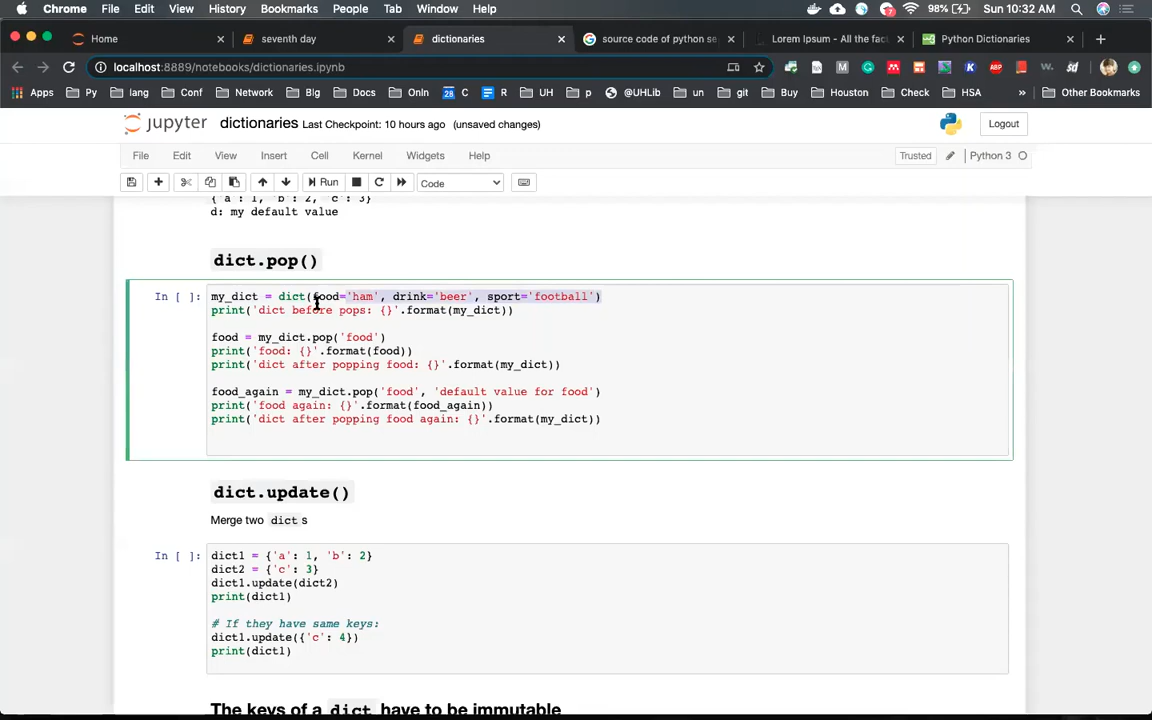 Chrome File Edit View History Bookmarks People Tab Window Help 7 98% Sun 10:32 AM
Home seventh day dictionaries source code of python se Lorem Ipsum - All the fac Python Dictionaries
localhost:8889/notebooks/dictionaries.ipynb
Apps Py lang Conf Network Blg Docs OnIn 28 C R UH p @UHLib un git Buy Houston Check HSA » Other Bookmarks
jupyter dictionaries Last Checkpoint: 10 hours ago (unsaved changes) Logout
File Edit View Insert Cell Kernel Widgets Help Trusted Python 3
Run Code
{'a': 1, 'b': 2, 'c': 3}
d: my default value
dict.pop()
In [ ]: my_dict = dict(food='ham', drink='beer', sport='football')
print('dict before pops: {}'.format(my_dict))
food = my_dict.pop('food')
print('food: {}'.format(food))
print('dict after popping food: {}'.format(my_dict))
food_again = my_dict.pop('food', 'default value for food')
print('food again: {}'.format(food_again))
print('dict after popping food again: {}'.format(my_dict))
dict.update()
Merge two dict s
In [ ]: dict1 = {'a': 1, 'b': 2}
dict2 = {'c': 3}
dict1.update(dict2)
print(dict1)
# If they have same keys:
dict1.update({'c': 4})
print(dict1)
The keys of a dict have to be immutable